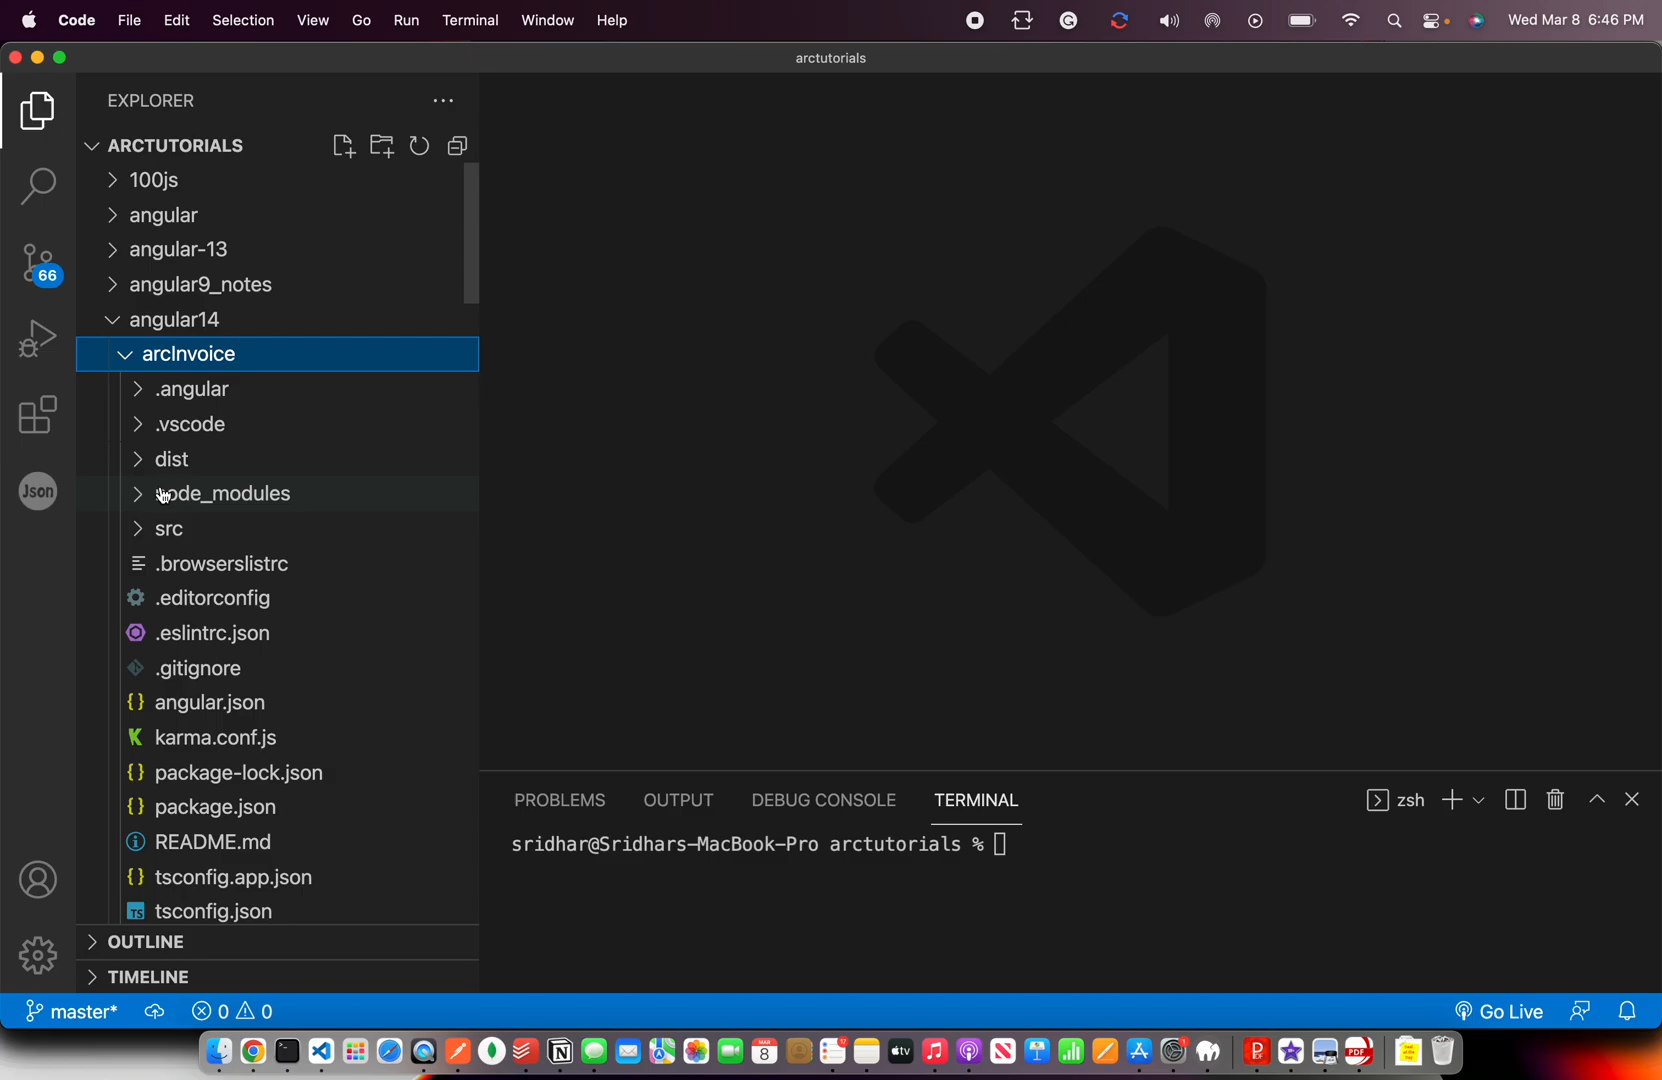 Code File Edit Selection View Go Run Terminal Window Help Wed Mar 8 6:46 PM
arctutorials
EXPLORER
ARCTUTORIALS
100js
angular
angular-13
angular9_notes
angular14
arcInvoice
.angular
.vscode
dist
node_modules
src
.browserslistrc
.editorconfig
.eslintrc.json
.gitignore
angular.json
karma.conf.js
package-lock.json
package.json
README.md
tsconfig.app.json
tsconfig.json
OUTLINE
TIMELINE
66
Json
PROBLEMS OUTPUT DEBUG CONSOLE TERMINAL zsh
sridhar@Sridhars-MacBook-Pro arctutorials %
master* 0 0 Go Live